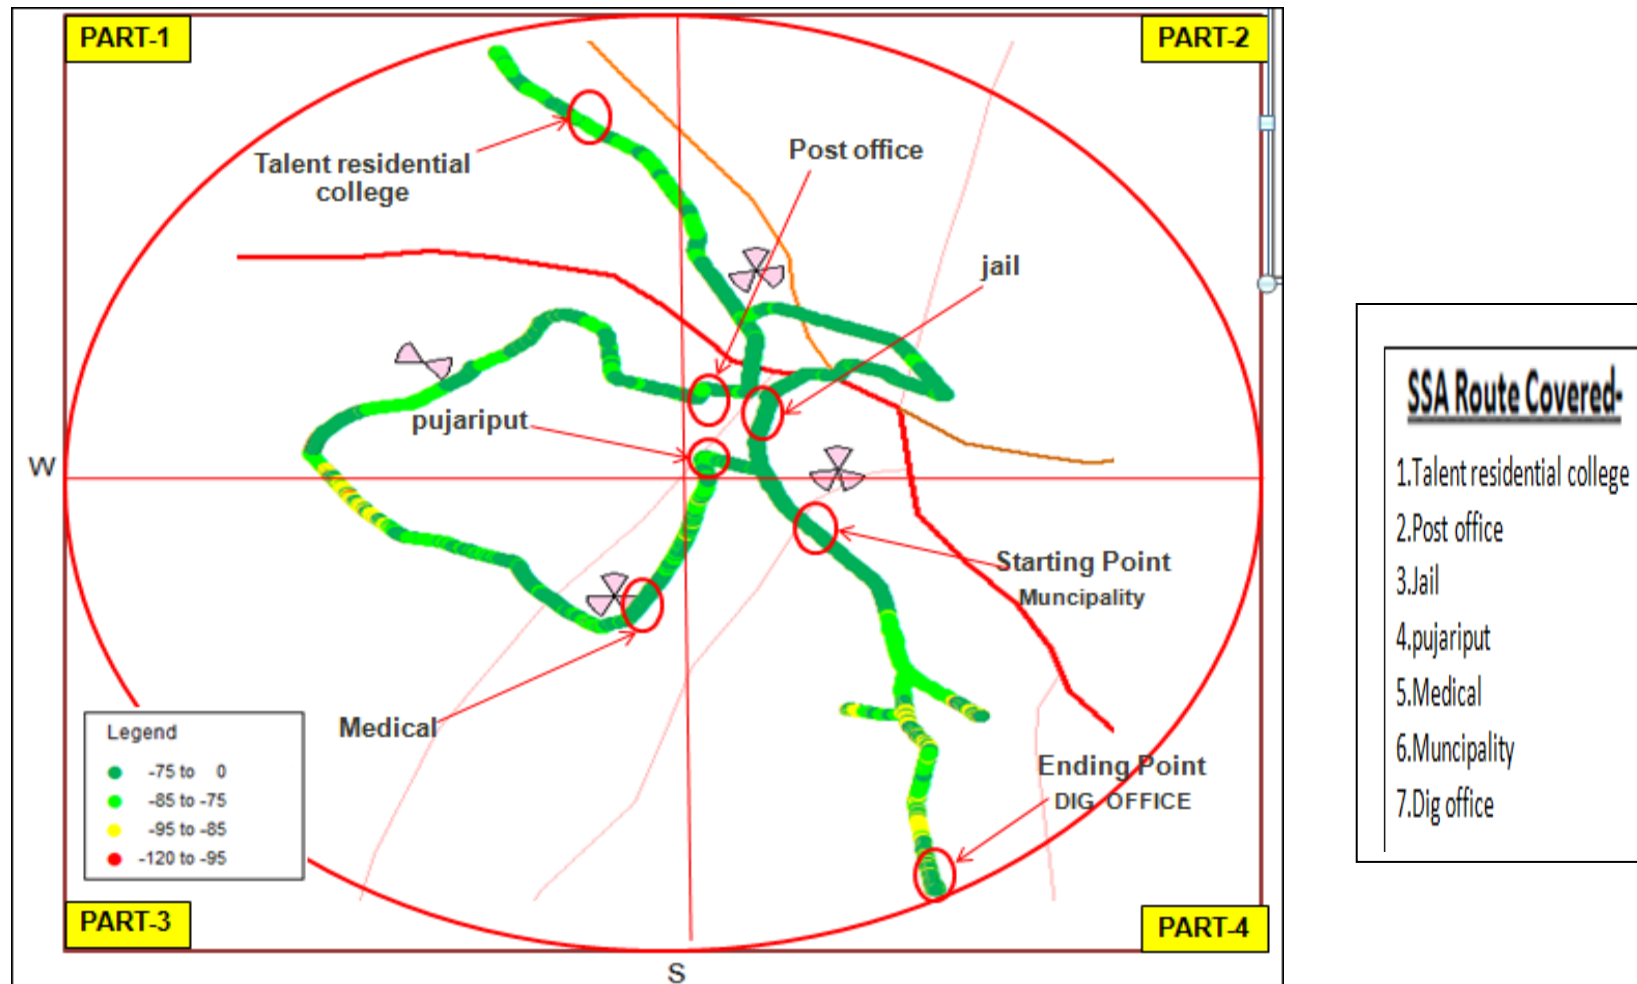 PART-1
PART-2
Talent residential
college
Post office
jail
pujariput
W
Starting Point
Muncipality
Medical
Legend
-75 to 0
-85 to -75
-95 to -85
-120 to -95
Ending Point
DIG OFFICE
PART-3
PART-4
S
SSA Route Covered-
1.Talent residential college
2.Post office
3.Jail
4.pujariput
5.Medical
6.Muncipality
7.Dig office